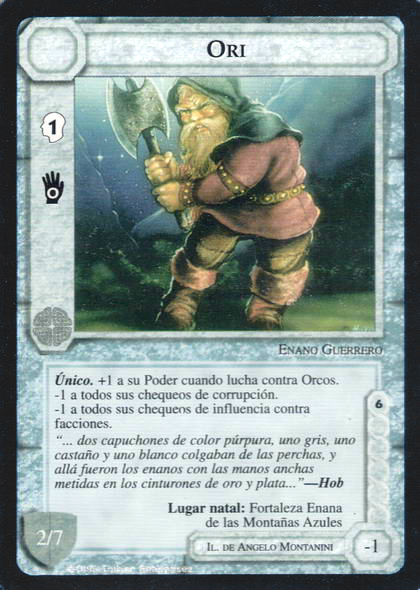 ORI
1
ENANO GUERRERO
Único. +1 a su Poder cuando lucha contra Orcos.
-1 a todos sus chequeos de corrupción.
-1 a todos sus chequeos de influencia contra
facciones.
“... dos capuchones de color púrpura, uno gris, uno
castaño y uno blanco colgaban de las perchas, y
allá fueron los enanos con las manos anchas
metidas en los cinturones de oro y plata...”—Hob
6
Lugar natal: Fortaleza Enana
de las Montañas Azules
2/7
IL. DE ANGELO MONTANINI
-1